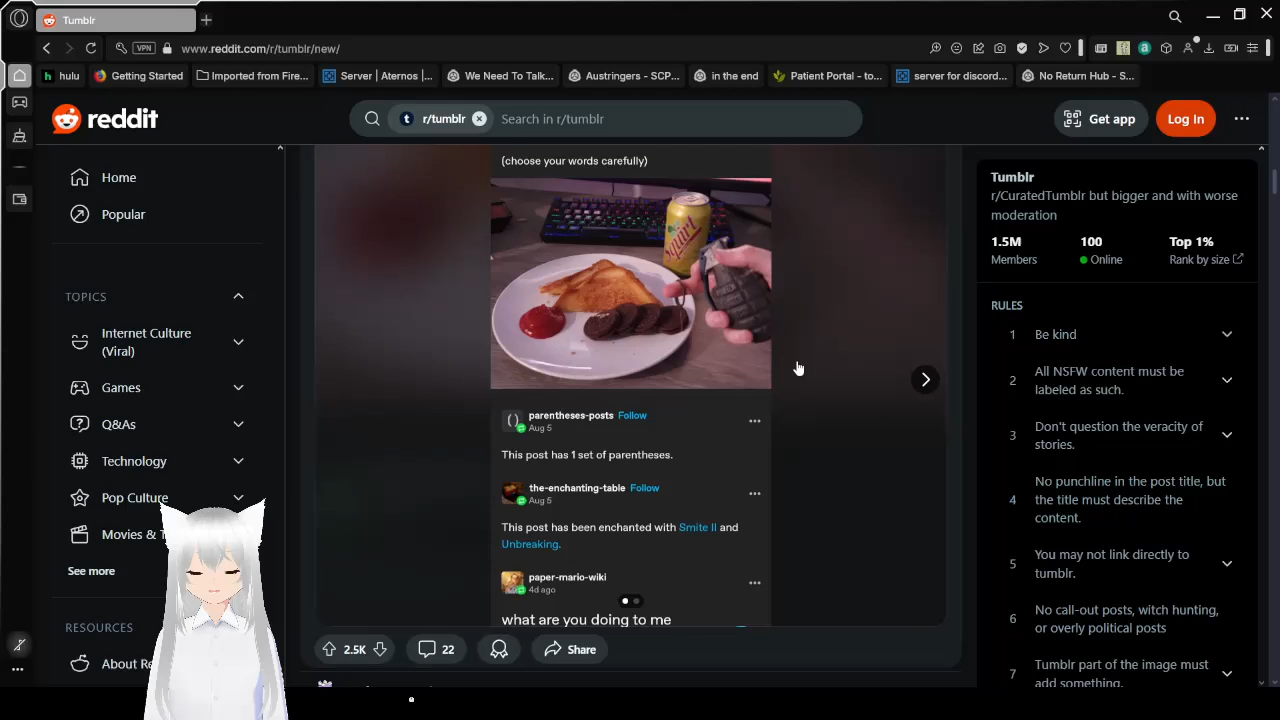 Tumblr
VPN
www.reddit.com/r/tumblr/new/
hulu
Getting Started
Imported from Fire...
Server | Aternos |...
We Need To Talk...
Austringers - SCP...
in the end
Patient Portal - to...
server for discord...
No Return Hub - S...
reddit
r/tumblr
Search in r/tumblr
Get app
Log In
Home
Popular
TOPICS
Internet Culture
(Viral)
Games
Q&As
Technology
Pop Culture
Movies & T
See more
RESOURCES
About Re
(choose your words carefully)
Squirt
parentheses-posts Follow
Aug 5
This post has 1 set of parentheses.
the-enchanting-table Follow
Aug 5
This post has been enchanted with Smite II and
Unbreaking.
paper-mario-wiki
4d ago
what are you doing to me
2.5K
22
Share
Tumblr
r/CuratedTumblr but bigger and with worse
moderation
1.5M
Members
100
Online
Top 1%
Rank by size
RULES
1 Be kind
2 All NSFW content must be
labeled as such.
3 Don't question the veracity of
stories.
4 No punchline in the post title, but
the title must describe the
content.
5 You may not link directly to
tumblr.
6 No call-out posts, witch hunting,
or overly political posts
7 Tumblr part of the image must
add something.